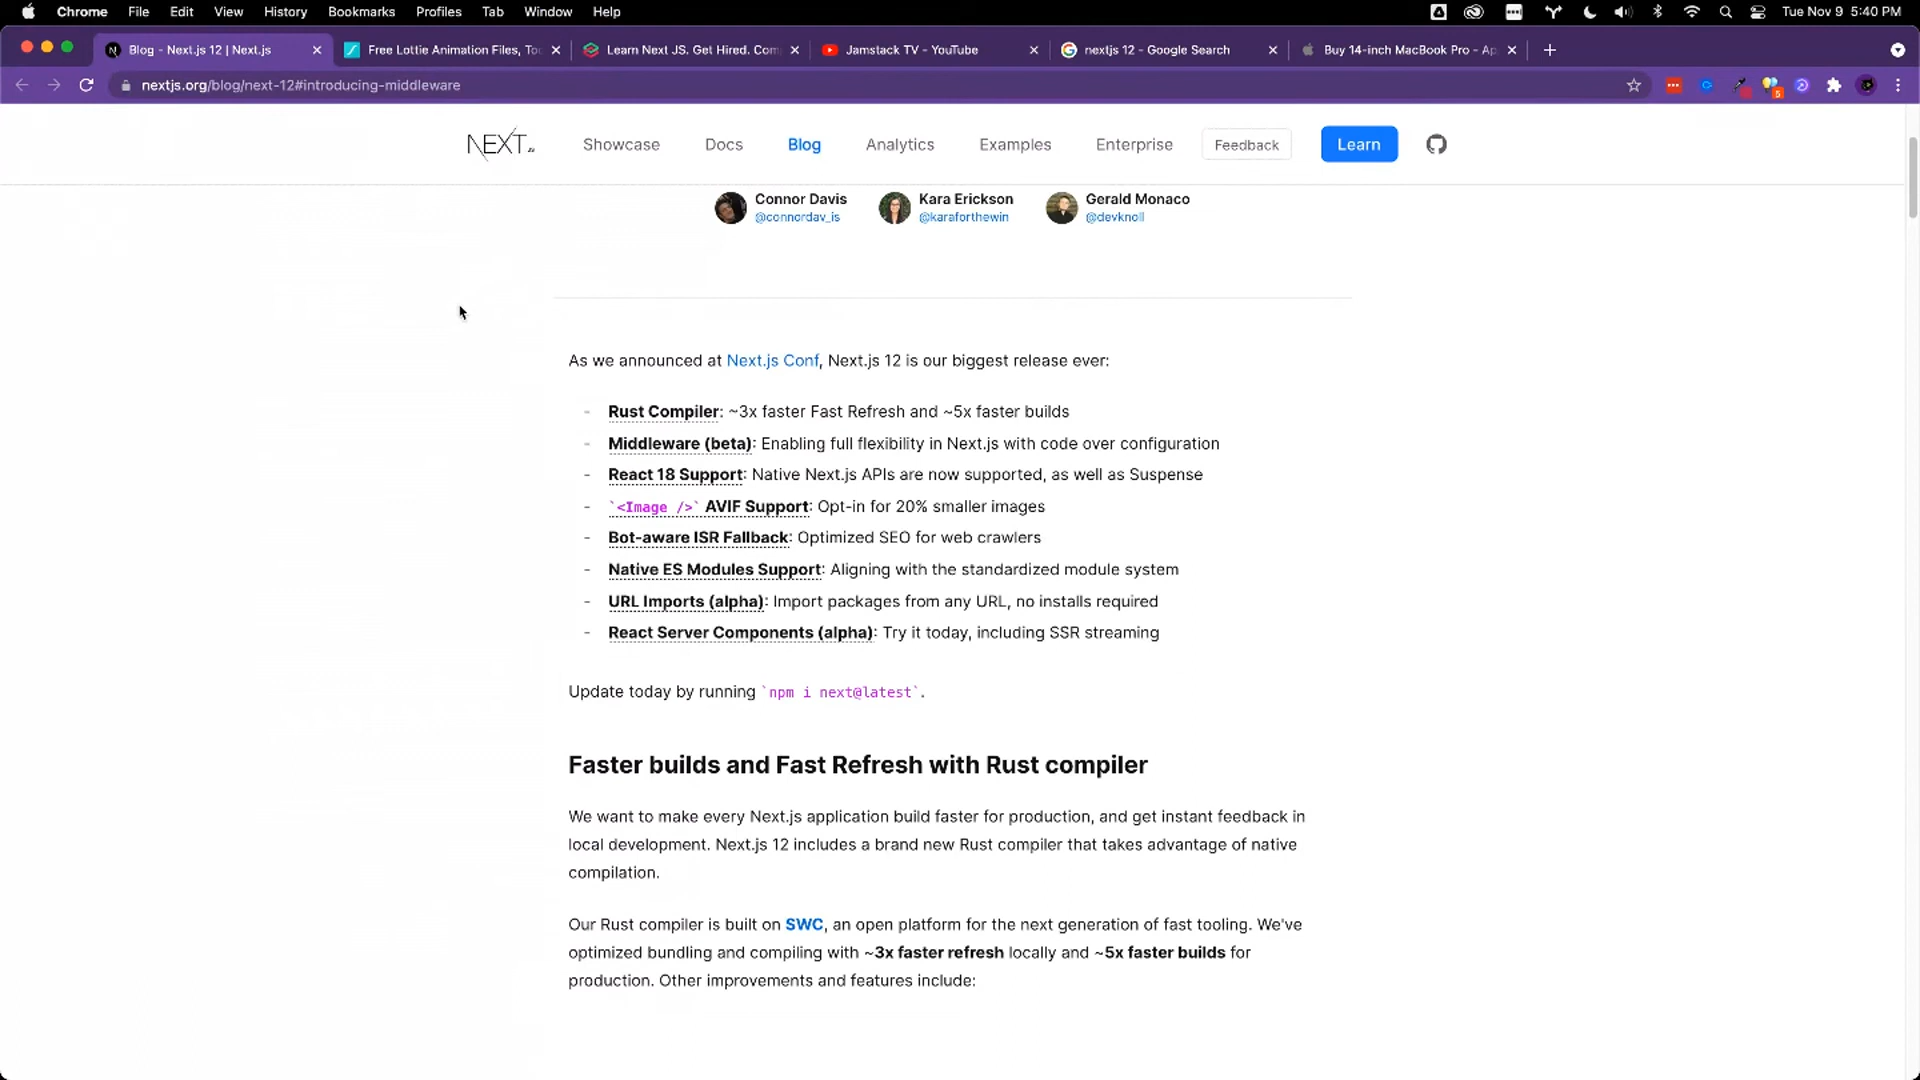 Chrome File Edit View History Bookmarks Profiles Tab Window Help Tue Nov 9 5:40 PM
Blog - Next.js 12 | Next.js Free Lottie Animation Files, To Learn Next JS. Get Hired. Com Jamstack TV - YouTube nextjs 12 - Google Search Buy 14-inch MacBook Pro - Ap
nextjs.org/blog/next-12#introducing-middleware
5
NEXT.JS Showcase Docs Blog Analytics Examples Enterprise Feedback Learn
Connor Davis Kara Erickson Gerald Monaco
@connordav_is @karaforthewin @devknoll
As we announced at Next.js Conf, Next.js 12 is our biggest release ever:
- Rust Compiler: ~3x faster Fast Refresh and ~5x faster builds
- Middleware (beta): Enabling full flexibility in Next.js with code over configuration
- React 18 Support: Native Next.js APIs are now supported, as well as Suspense
- `<Image />` AVIF Support: Opt-in for 20% smaller images
- Bot-aware ISR Fallback: Optimized SEO for web crawlers
- Native ES Modules Support: Aligning with the standardized module system
- URL Imports (alpha): Import packages from any URL, no installs required
- React Server Components (alpha): Try it today, including SSR streaming
Update today by running `npm i next@latest`.
Faster builds and Fast Refresh with Rust compiler
We want to make every Next.js application build faster for production, and get instant feedback in
local development. Next.js 12 includes a brand new Rust compiler that takes advantage of native
compilation.
Our Rust compiler is built on SWC, an open platform for the next generation of fast tooling. We've
optimized bundling and compiling with ~3x faster refresh locally and ~5x faster builds for
production. Other improvements and features include: